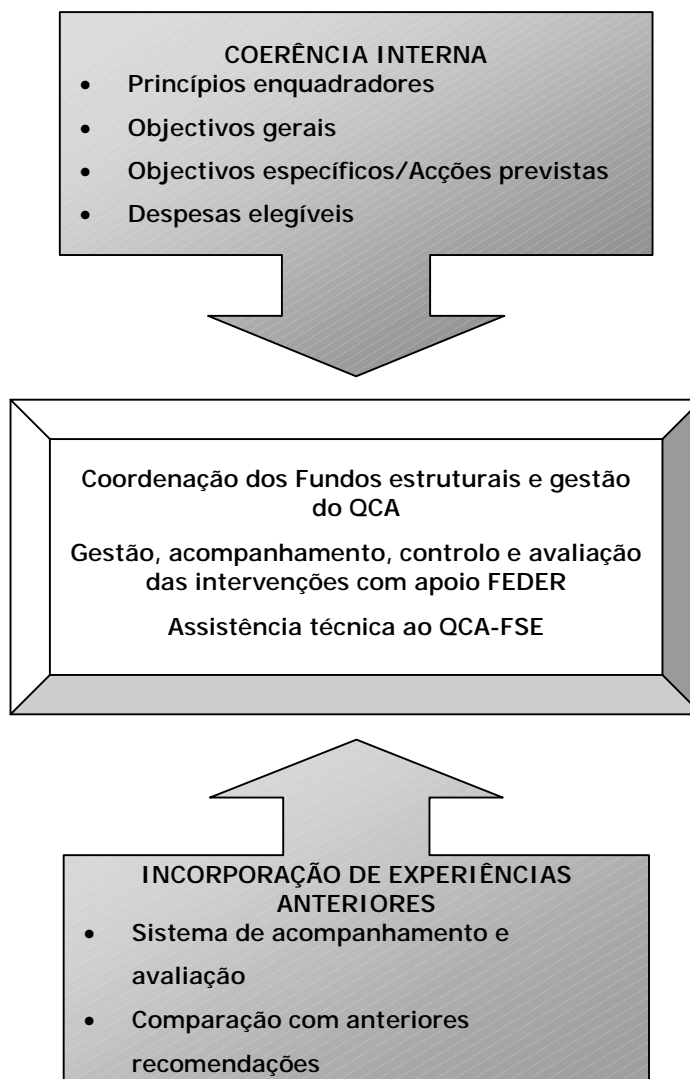 COERÊNCIA INTERNA
• Princípios enquadradores
• Objectivos gerais
• Objectivos específicos/Acções previstas
• Despesas elegíveis
Coordenação dos Fundos estruturais e gestão
do QCA
Gestão, acompanhamento, controlo e avaliação
das intervenções com apoio FEDER
Assistência técnica ao QCA-FSE
INCORPORAÇÃO DE EXPERIÊNCIAS
ANTERIORES
• Sistema de acompanhamento e
avaliação
• Comparação com anteriores
recomendações